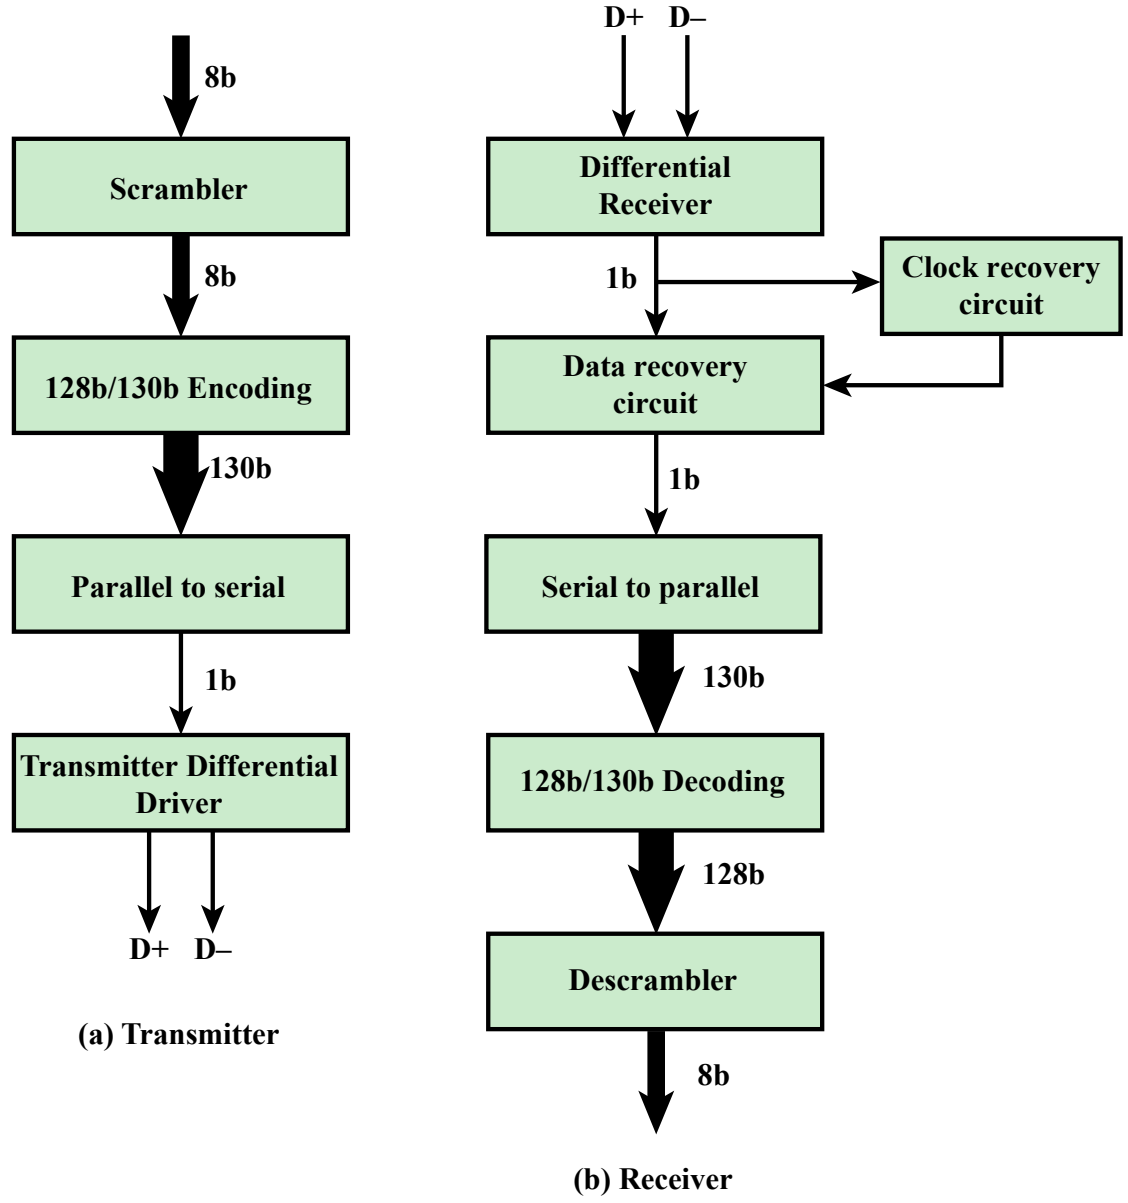 8b
Scrambler
8b
128b/130b Encoding
130b
Parallel to serial
1b
Transmitter Differential
Driver
D+ D–
(a) Transmitter
D+ D–
Differential
Receiver
1b
Clock recovery
circuit
Data recovery
circuit
1b
Serial to parallel
130b
128b/130b Decoding
128b
Descrambler
8b
(b) Receiver